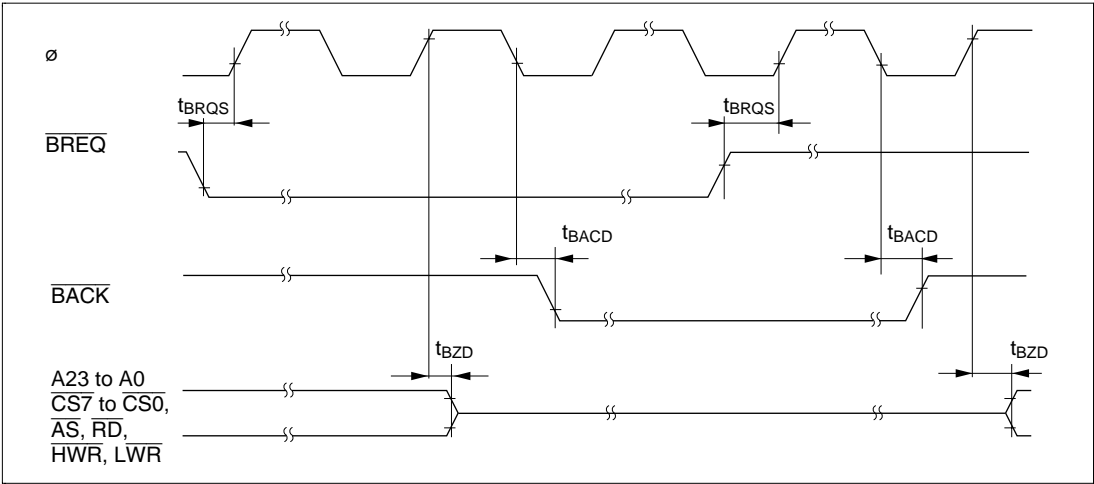 ø
tBRQS tBRQS
BREQ
tBACD tBACD
BACK
tBZD tBZD
A23 to A0
CS7 to CS0,
AS, RD,
HWR, LWR